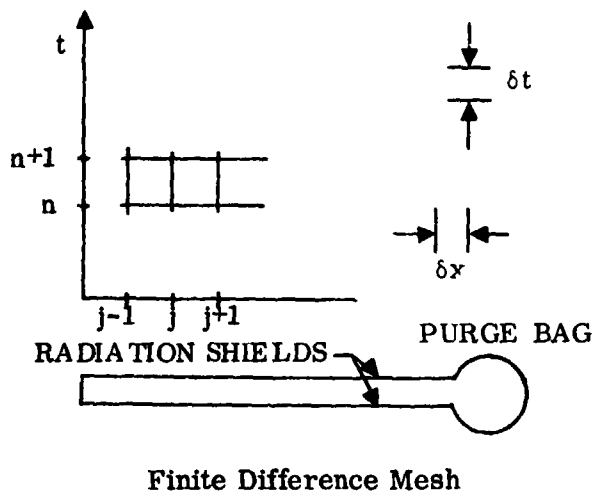 t
δt
n+1
n
δx
j-1 j j+1
PURGE BAG
RADIATION SHIELDS
Finite Difference Mesh